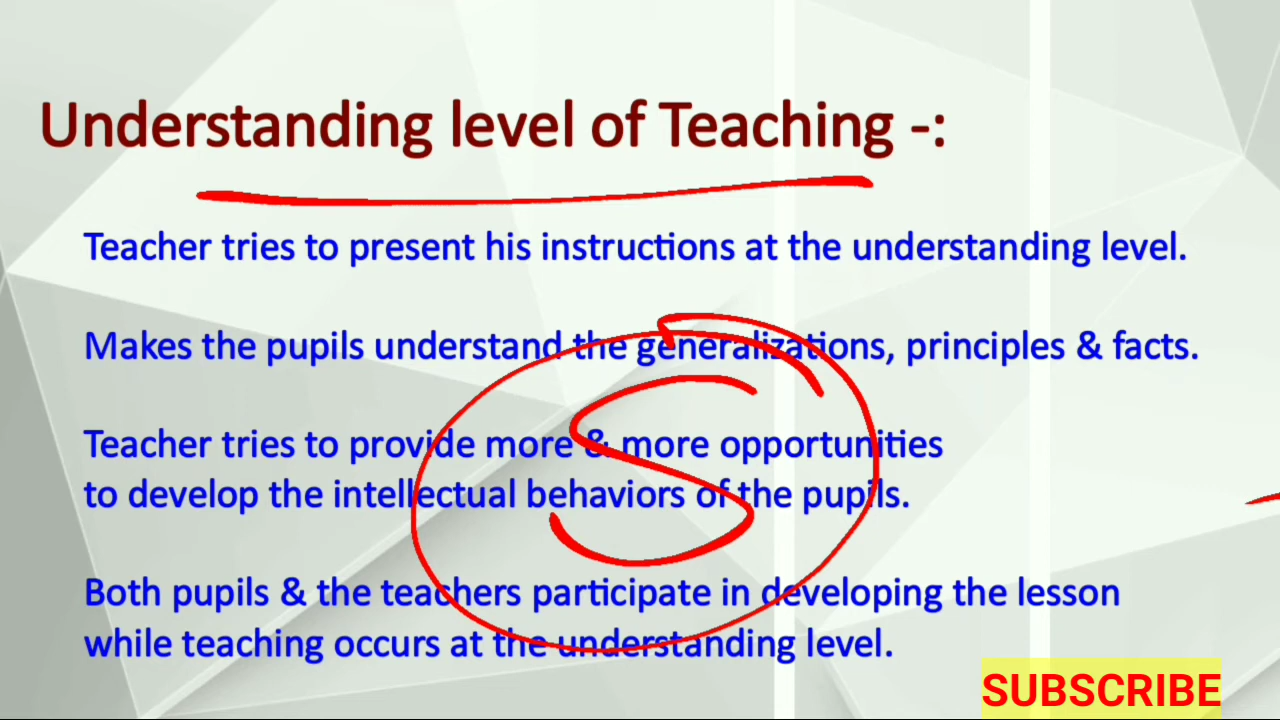 Understanding level of Teaching -:
Teacher tries to present his instructions at the understanding level.
Makes the pupils understand the generalizations, principles & facts.
Teacher tries to provide more & more opportunities
to develop the intellectual behaviors of the pupils.
Both pupils & the teachers participate in developing the lesson
while teaching occurs at the understanding level.
S
SUBSCRIBE